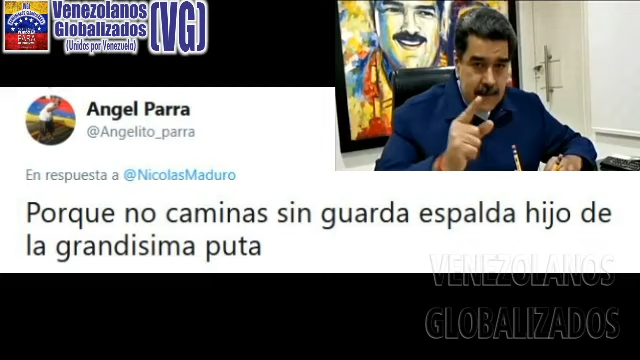 Venezolanos
Globalizados
(Unidos por Venezuela)
(VG)
Angel Parra
@Angelito_parra
En respuesta a @NicolasMaduro
Porque no caminas sin guarda espalda hijo de
la grandisima puta
VENEZOLANOS
GLOBALIZADOS